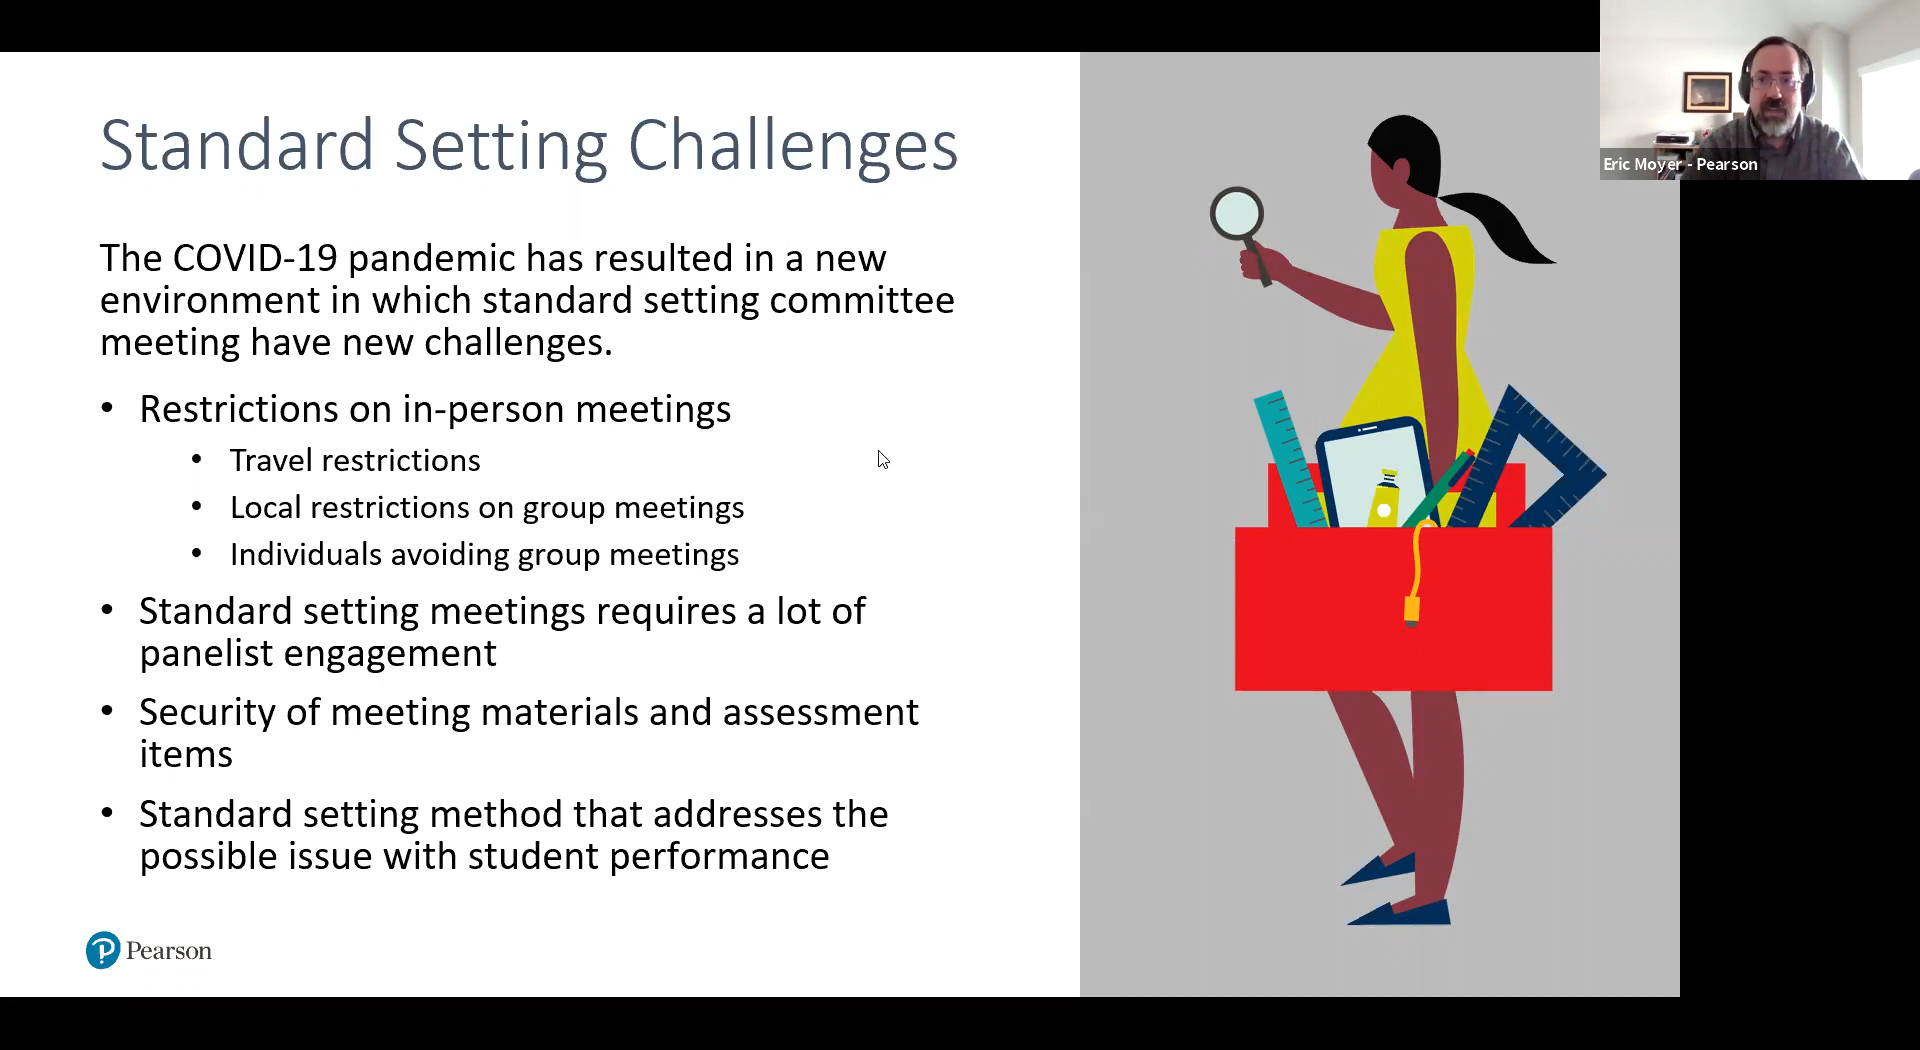 Standard Setting Challenges
The COVID-19 pandemic has resulted in a new
environment in which standard setting committee
meeting have new challenges.
• Restrictions on in-person meetings
• Travel restrictions
• Local restrictions on group meetings
• Individuals avoiding group meetings
• Standard setting meetings requires a lot of
panelist engagement
• Security of meeting materials and assessment
items
• Standard setting method that addresses the
possible issue with student performance
Pearson
Eric Moyer - Pearson